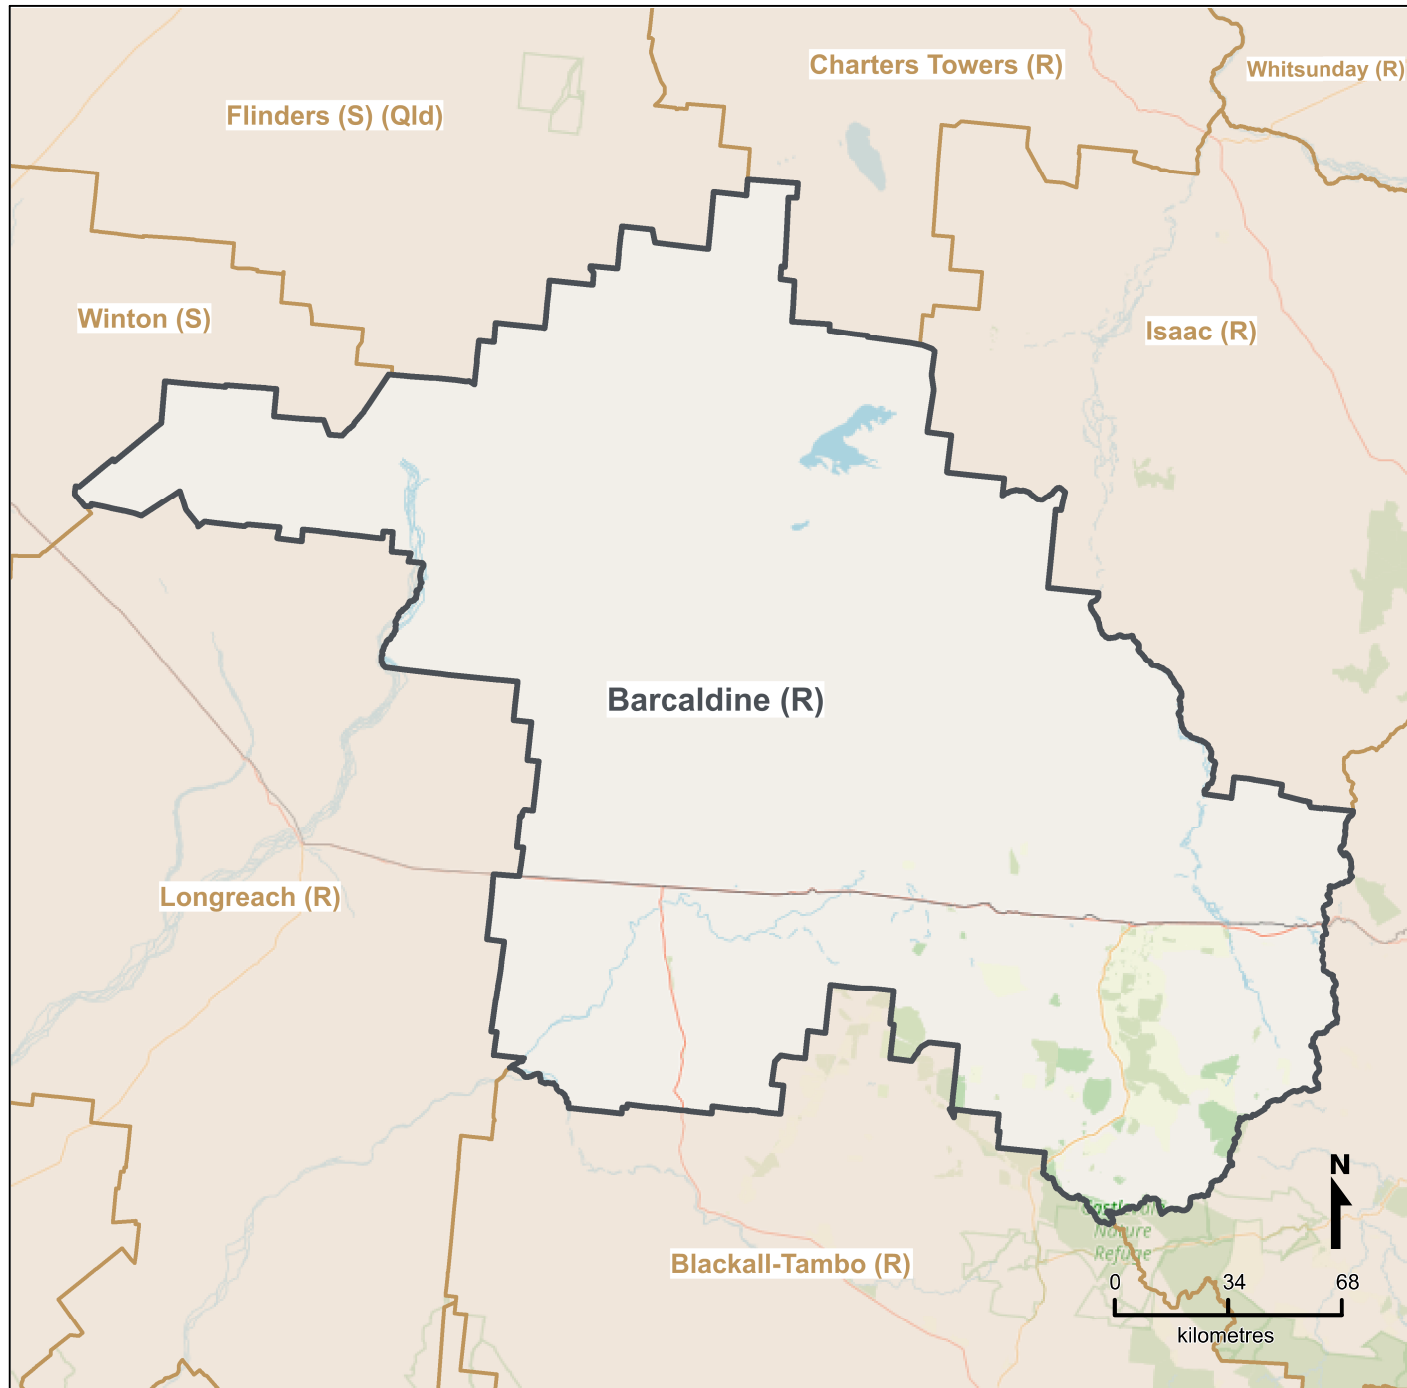 Charters Towers (R)
Whitsunday (R)
Flinders (S) (Qld)
Winton (S)
Isaac (R)
Barcaldine (R)
Longreach (R)
N
Nature
Refuge
Blackall-Tambo (R)
0 34 68
kilometres